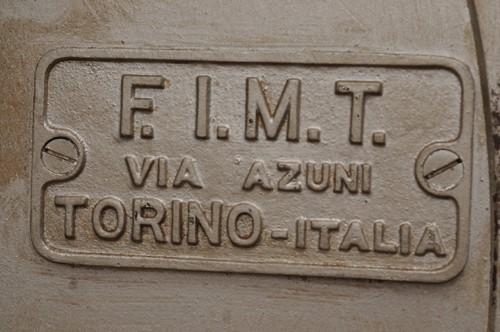 F. I.M.T.
VIA AZUNI
TORINO-ITALIA